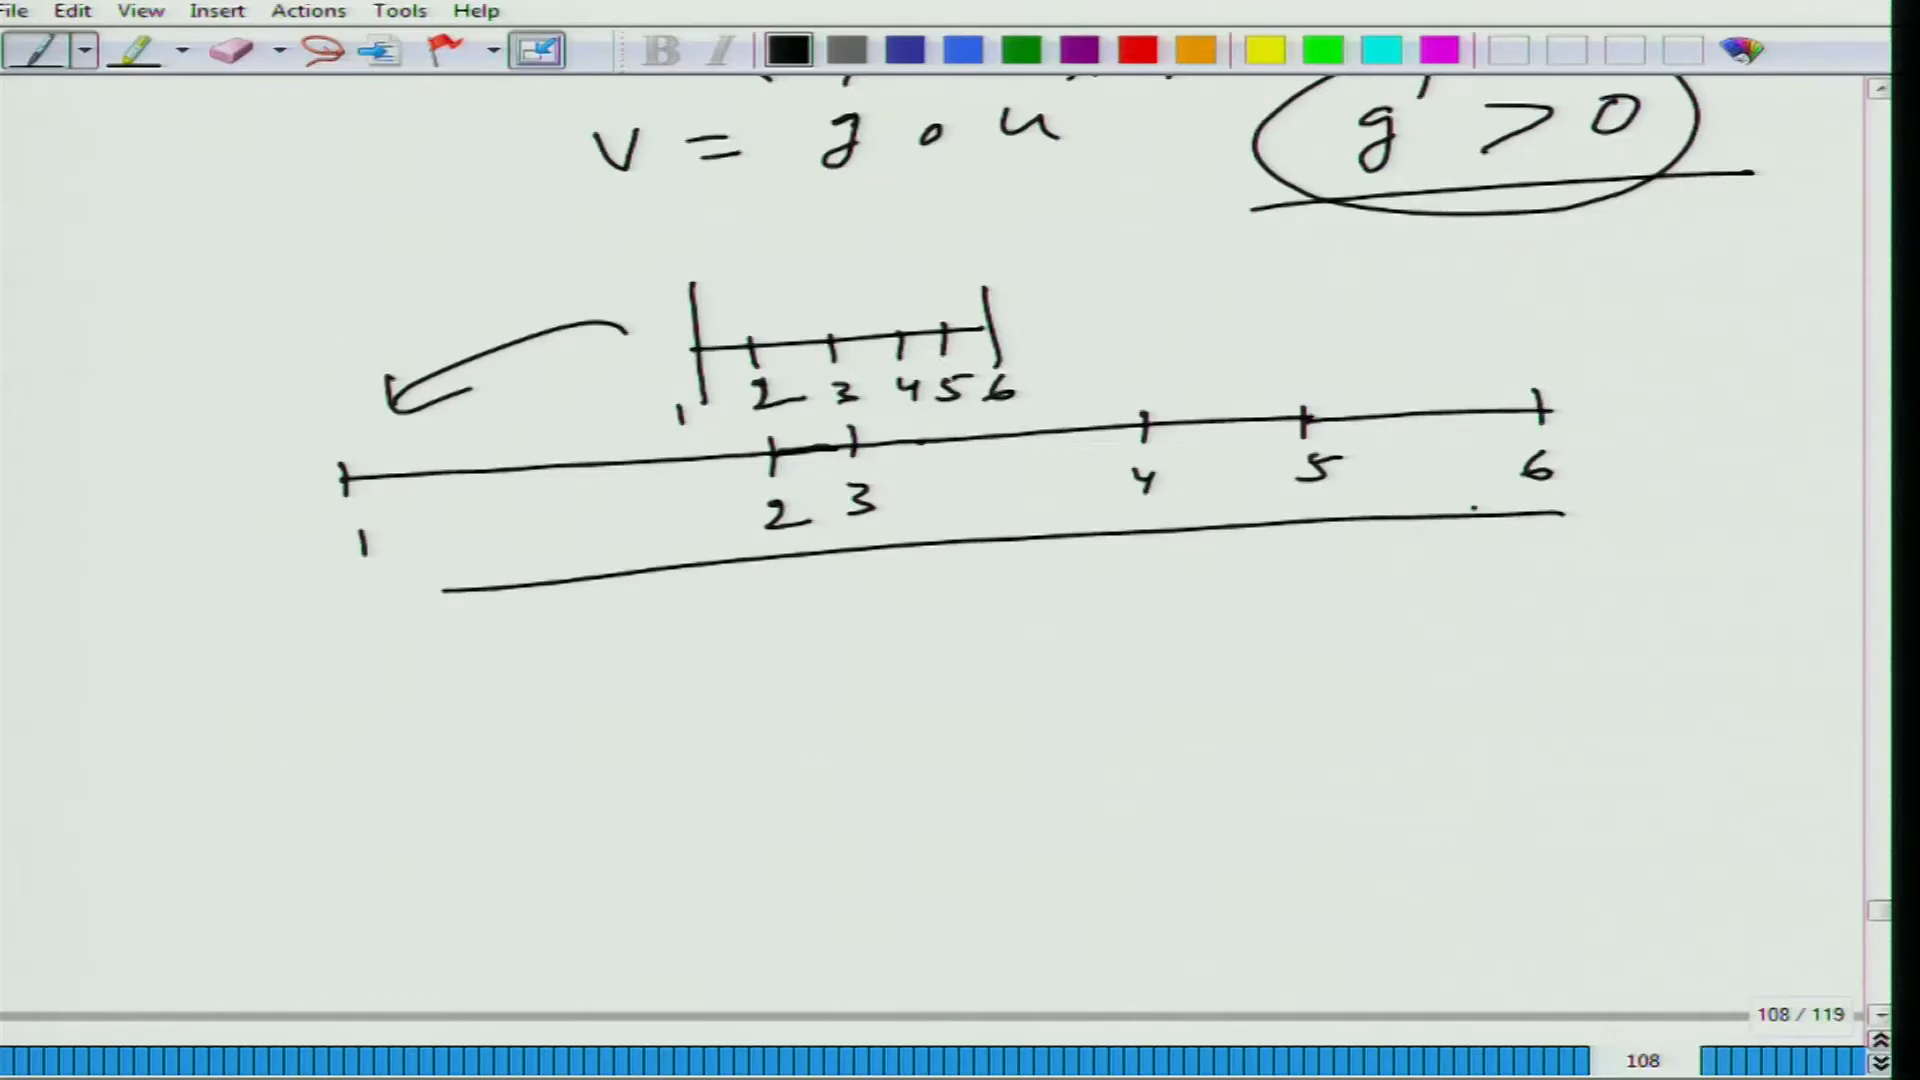 File Edit View Insert Actions Tools Help
B I
v = g o u g' > 0
1 2 3 4 5 6
1 2 3 4 5 6
108 / 119
108